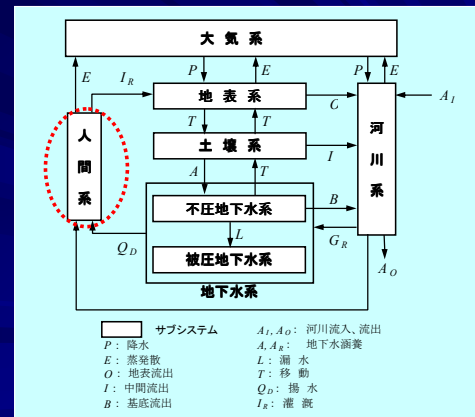 大気系
E
I_R
P
E
P
E
地表系
C
A_I
人間系
T
T
河川系
土壌系
I
A
T
不圧地下水系
B
Q_D
L
G_R
被圧地下水系
A_O
地下水系
サブシステム
P： 降水
E： 蒸発散
O： 地表流出
I： 中間流出
B： 基底流出
A_I, A_O： 河川流入、流出
A, A_R： 地下水涵養
L： 漏 水
T： 移 動
Q_D： 揚 水
I_R： 灌 漑